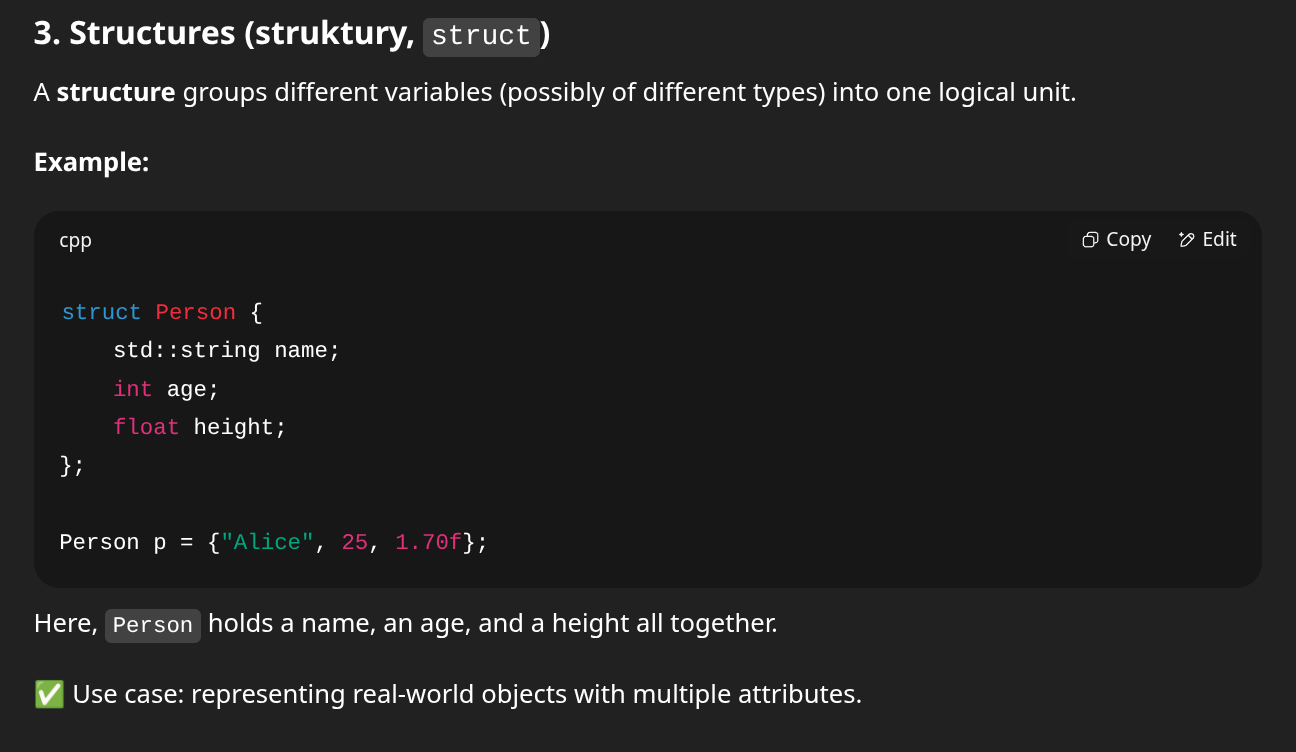 3. Structures (struktury, struct)
A structure groups different variables (possibly of different types) into one logical unit.
Example:
cpp
Copy Edit
struct Person {
    std::string name;
    int age;
    float height;
};
Person p = {"Alice", 25, 1.70f};
Here, Person holds a name, an age, and a height all together.
✅ Use case: representing real-world objects with multiple attributes.